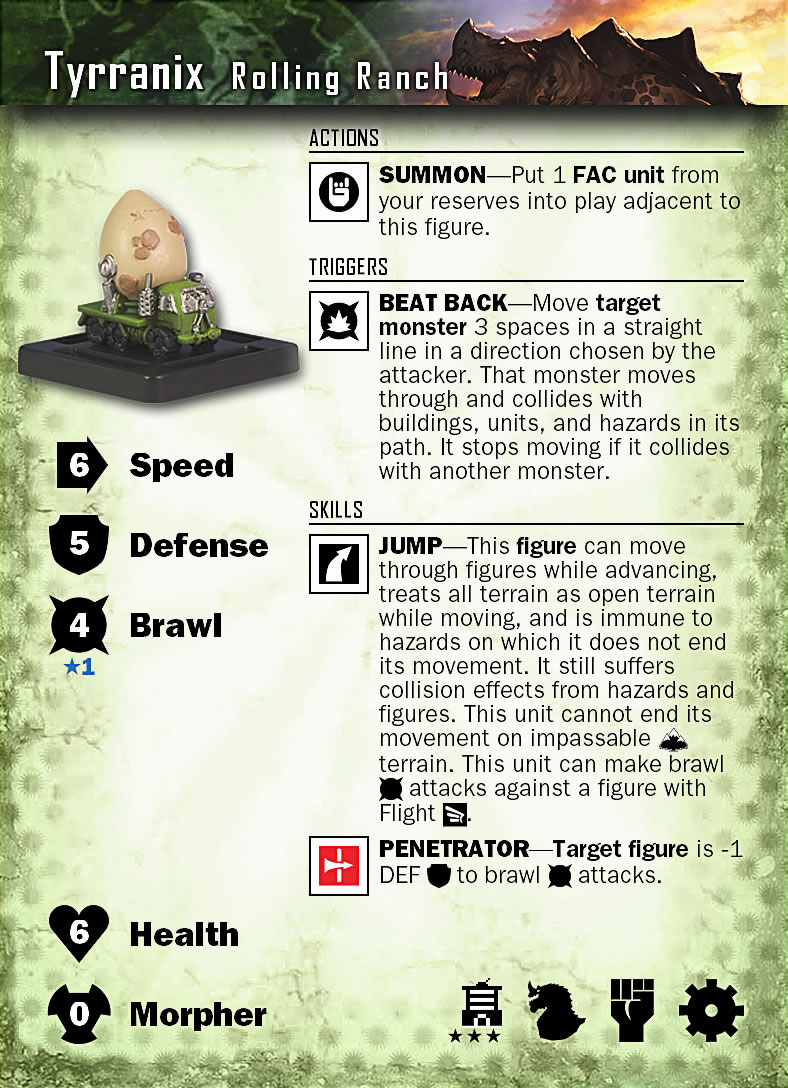 Tyrranix Rolling Ranch
ACTIONS
SUMMON—Put 1 FAC unit from
your reserves into play adjacent to
this figure.
TRIGGERS
BEAT BACK—Move target
monster 3 spaces in a straight
line in a direction chosen by the
attacker. That monster moves
through and collides with
buildings, units, and hazards in its
path. It stops moving if it collides
with another monster.
SKILLS
JUMP—This figure can move
through figures while advancing,
treats all terrain as open terrain
while moving, and is immune to
hazards on which it does not end
its movement. It still suffers
collision effects from hazards and
figures. This unit cannot end its
movement on impassable
terrain. This unit can make brawl
attacks against a figure with
Flight .
PENETRATOR—Target figure is -1
DEF to brawl attacks.
6 Speed
5 Defense
4 Brawl
★1
6 Health
0 Morpher
★★★